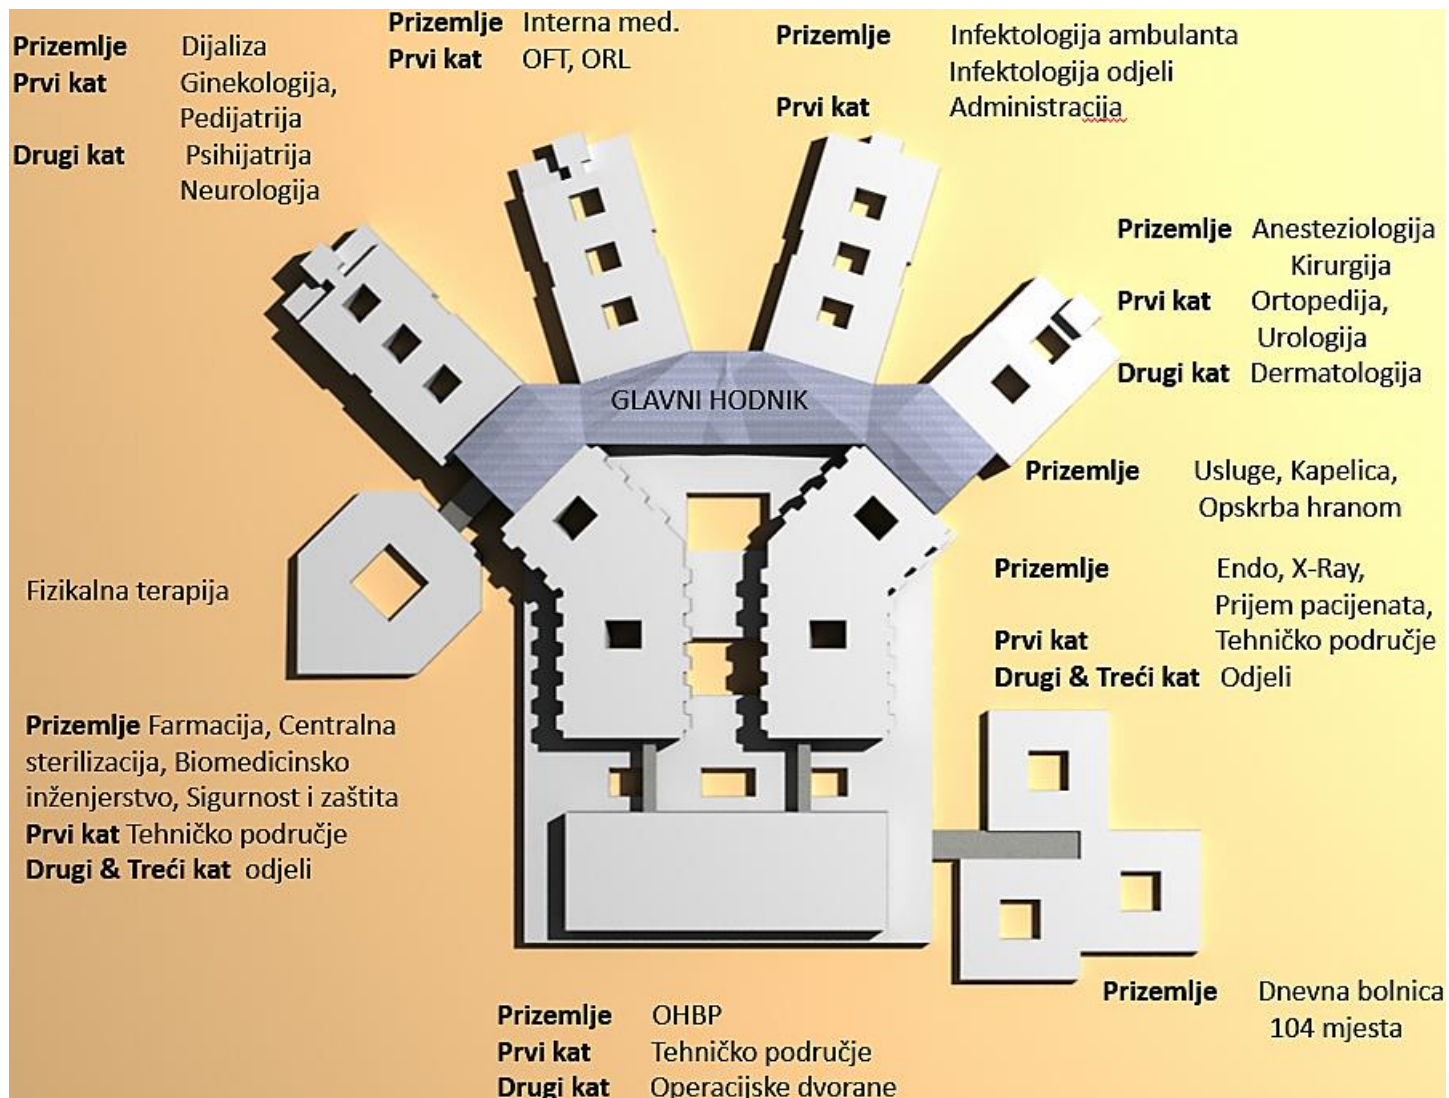 Prizemlje Dijaliza
Prvi kat Ginekologija,
Pedijatrija
Drugi kat Psihijatrija
Neurologija
Prizemlje Interna med.
Prvi kat OFT, ORL
Prizemlje Infektologija ambulanta
Infektologija odjeli
Prvi kat Administracija
Prizemlje Anesteziologija
Kirurgija
Prvi kat Ortopedija,
Urologija
Drugi kat Dermatologija
GLAVNI HODNIK
Prizemlje Usluge, Kapelica,
Opskrba hranom
Prizemlje Endo, X-Ray,
Prijem pacijenata,
Prvi kat Tehničko područje
Drugi & Treći kat Odjeli
Fizikalna terapija
Prizemlje Farmacija, Centralna
sterilizacija, Biomedicinsko
inženjerstvo, Sigurnost i zaštita
Prvi kat Tehničko područje
Drugi & Treći kat odjeli
Prizemlje Dnevna bolnica
104 mjesta
Prizemlje OHBP
Prvi kat Tehničko područje
Drugi kat Operacijske dvorane